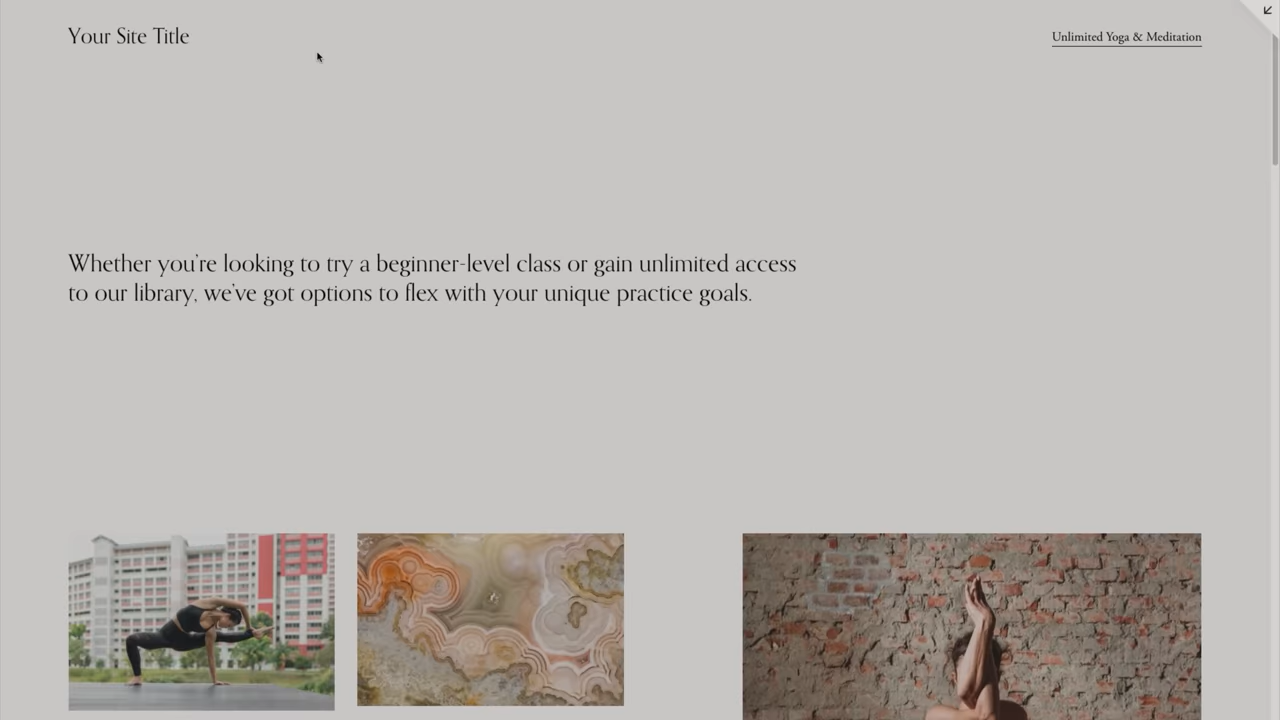 Your Site Title
Unlimited Yoga & Meditation
Whether you're looking to try a beginner-level class or gain unlimited access
to our library, we've got options to flex with your unique practice goals.